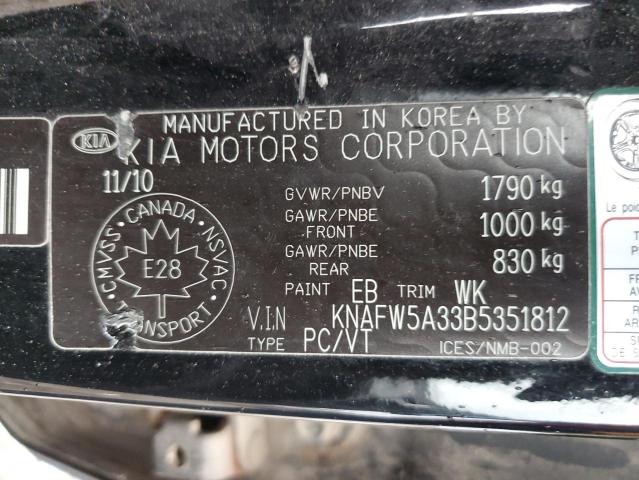 MANUFACTURED IN KOREA BY
KIA
KIA MOTORS CORPORATION
11/10
GVWR/PNBV 1790 kg
GAWR/PNBE FRONT 1000 kg
GAWR/PNBE REAR 830 kg
CANADA
CMVSS NSVAC
E28
TRANSPORT
PAINT EB TRIM WK
V.I.N KNAFW5A33B5351812
TYPE PC/VT ICES/NMB-002
Le poi